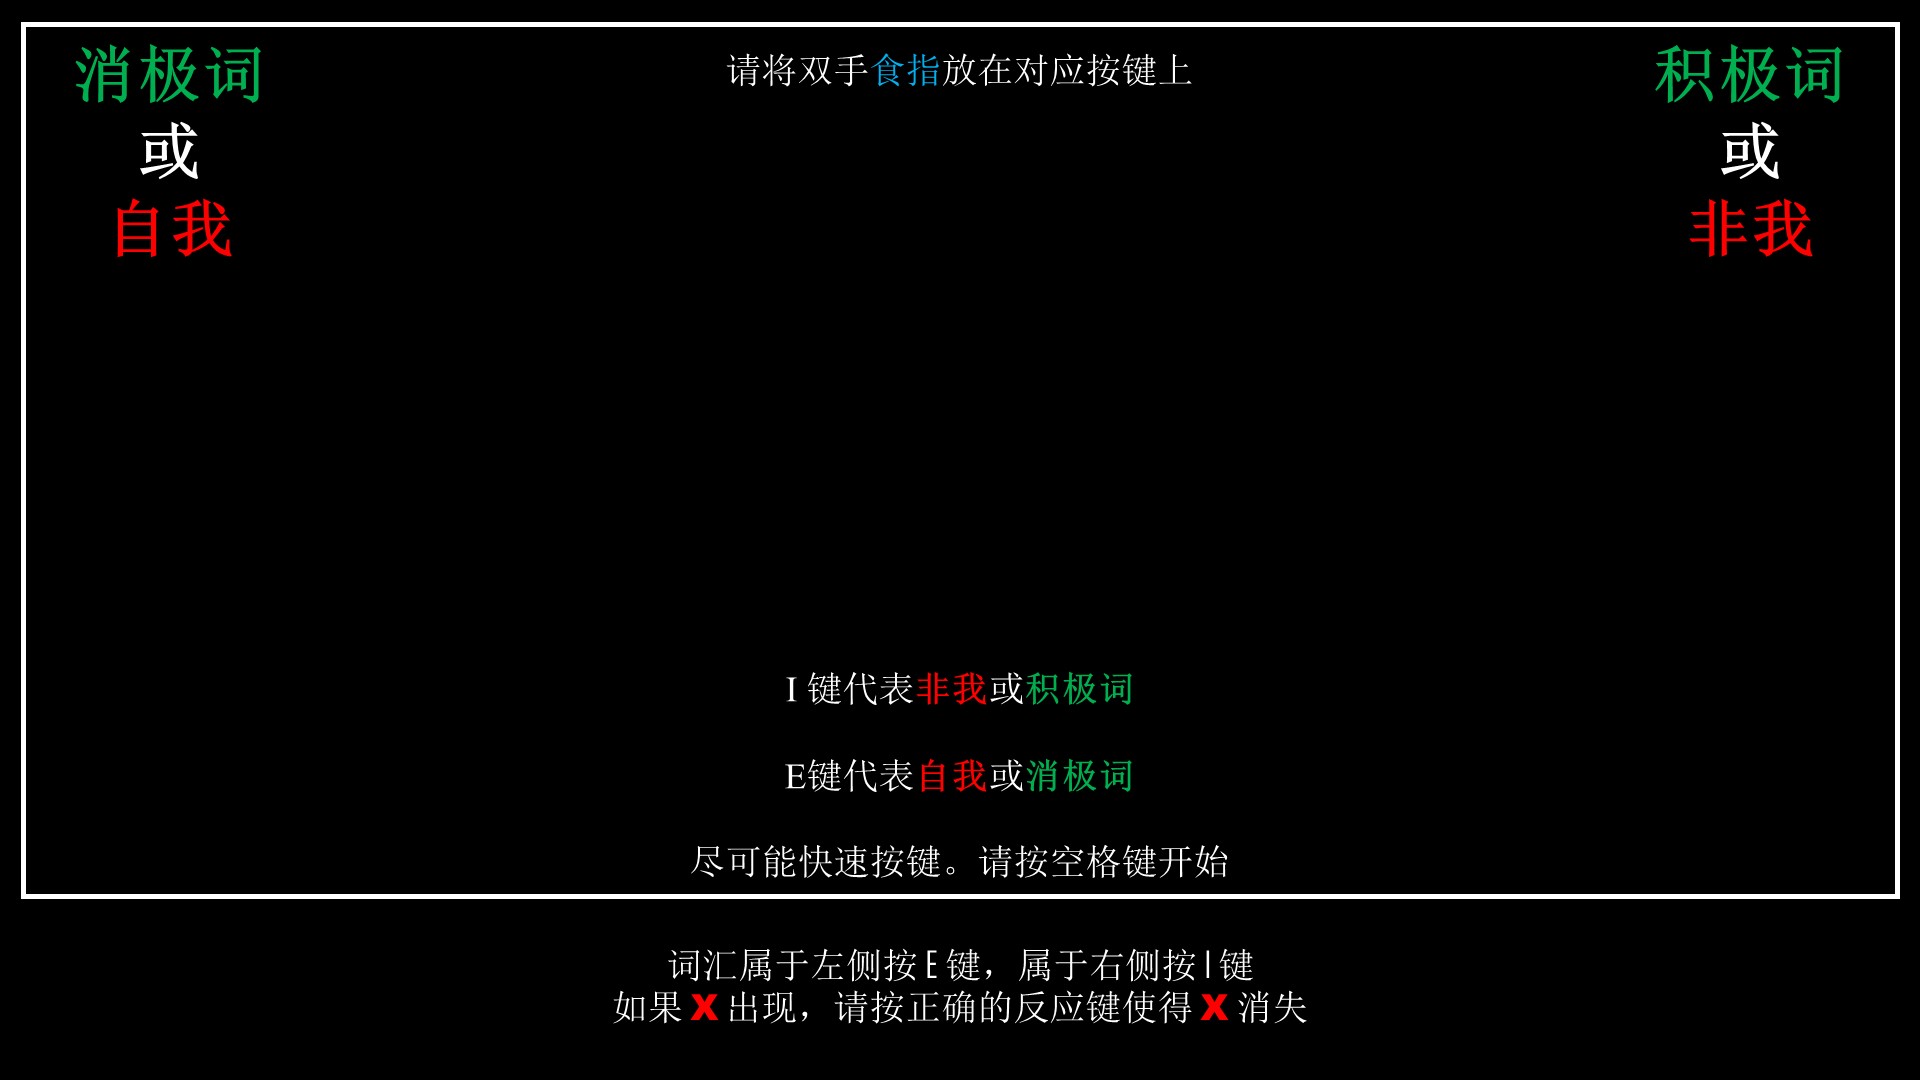 消极词
或
自我
请将双手食指放在对应按键上
积极词
或
非我
I 键代表非我或积极词
E键代表自我或消极词
尽可能快速按键。请按空格键开始
词汇属于左侧按 E 键，属于右侧按 I 键
如果 X 出现，请按正确的反应键使得 X 消失